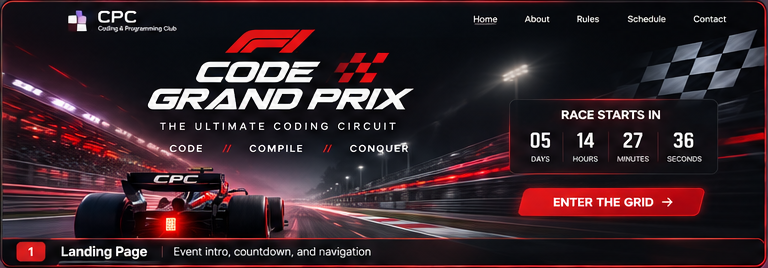 CPC
Coding & Programming Club
Home About Rules Schedule Contact
F1
CODE
GRAND PRIX
THE ULTIMATE CODING CIRCUIT
CODE // COMPILE // CONQUER
RACE STARTS IN
05 14 27 36
DAYS HOURS MINUTES SECONDS
ENTER THE GRID →
CPC
1 Landing Page | Event intro, countdown, and navigation